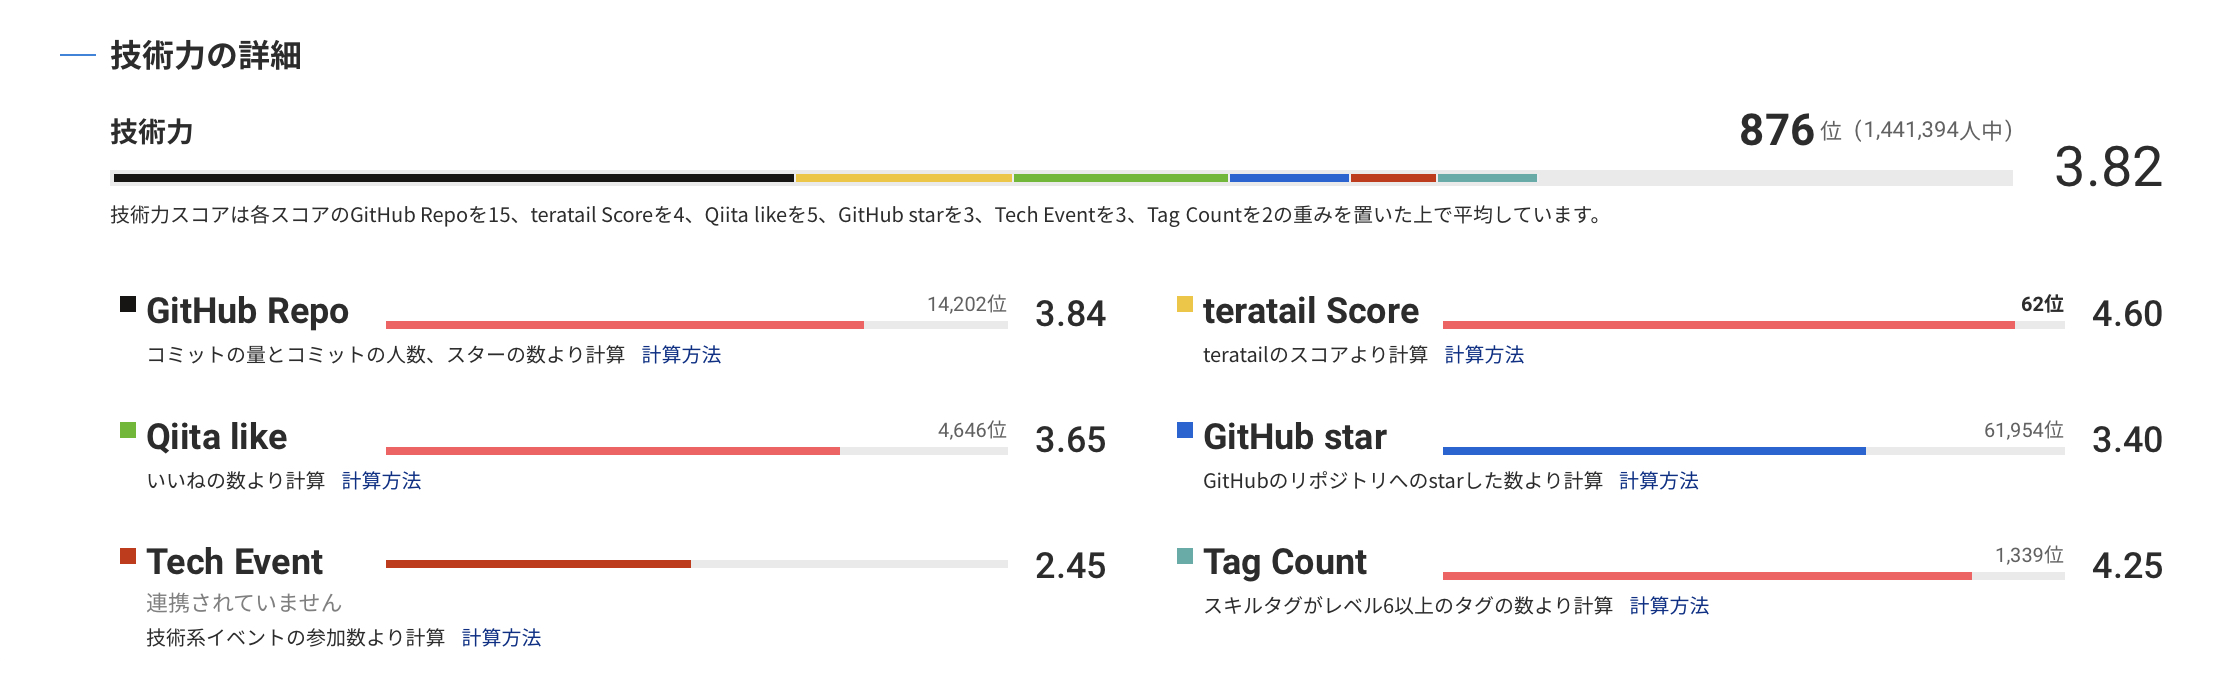 技術力の詳細
技術力
876 位 (1,441,394人中)
3.82
技術力スコアは各スコアのGitHub Repoを15、teratail Scoreを4、Qiita likeを5、GitHub starを3、Tech Eventを3、Tag Countを2の重みを置いた上で平均しています。
GitHub Repo 14,202位 3.84
コミットの量とコミットの人数、スターの数より計算 計算方法
teratail Score 62位 4.60
teratailのスコアより計算 計算方法
Qiita like 4,646位 3.65
いいねの数より計算 計算方法
GitHub star 61,954位 3.40
GitHubのリポジトリへのstarした数より計算 計算方法
Tech Event 2.45
連携されていません
技術系イベントの参加数より計算 計算方法
Tag Count 1,339位 4.25
スキルタグがレベル6以上のタグの数より計算 計算方法